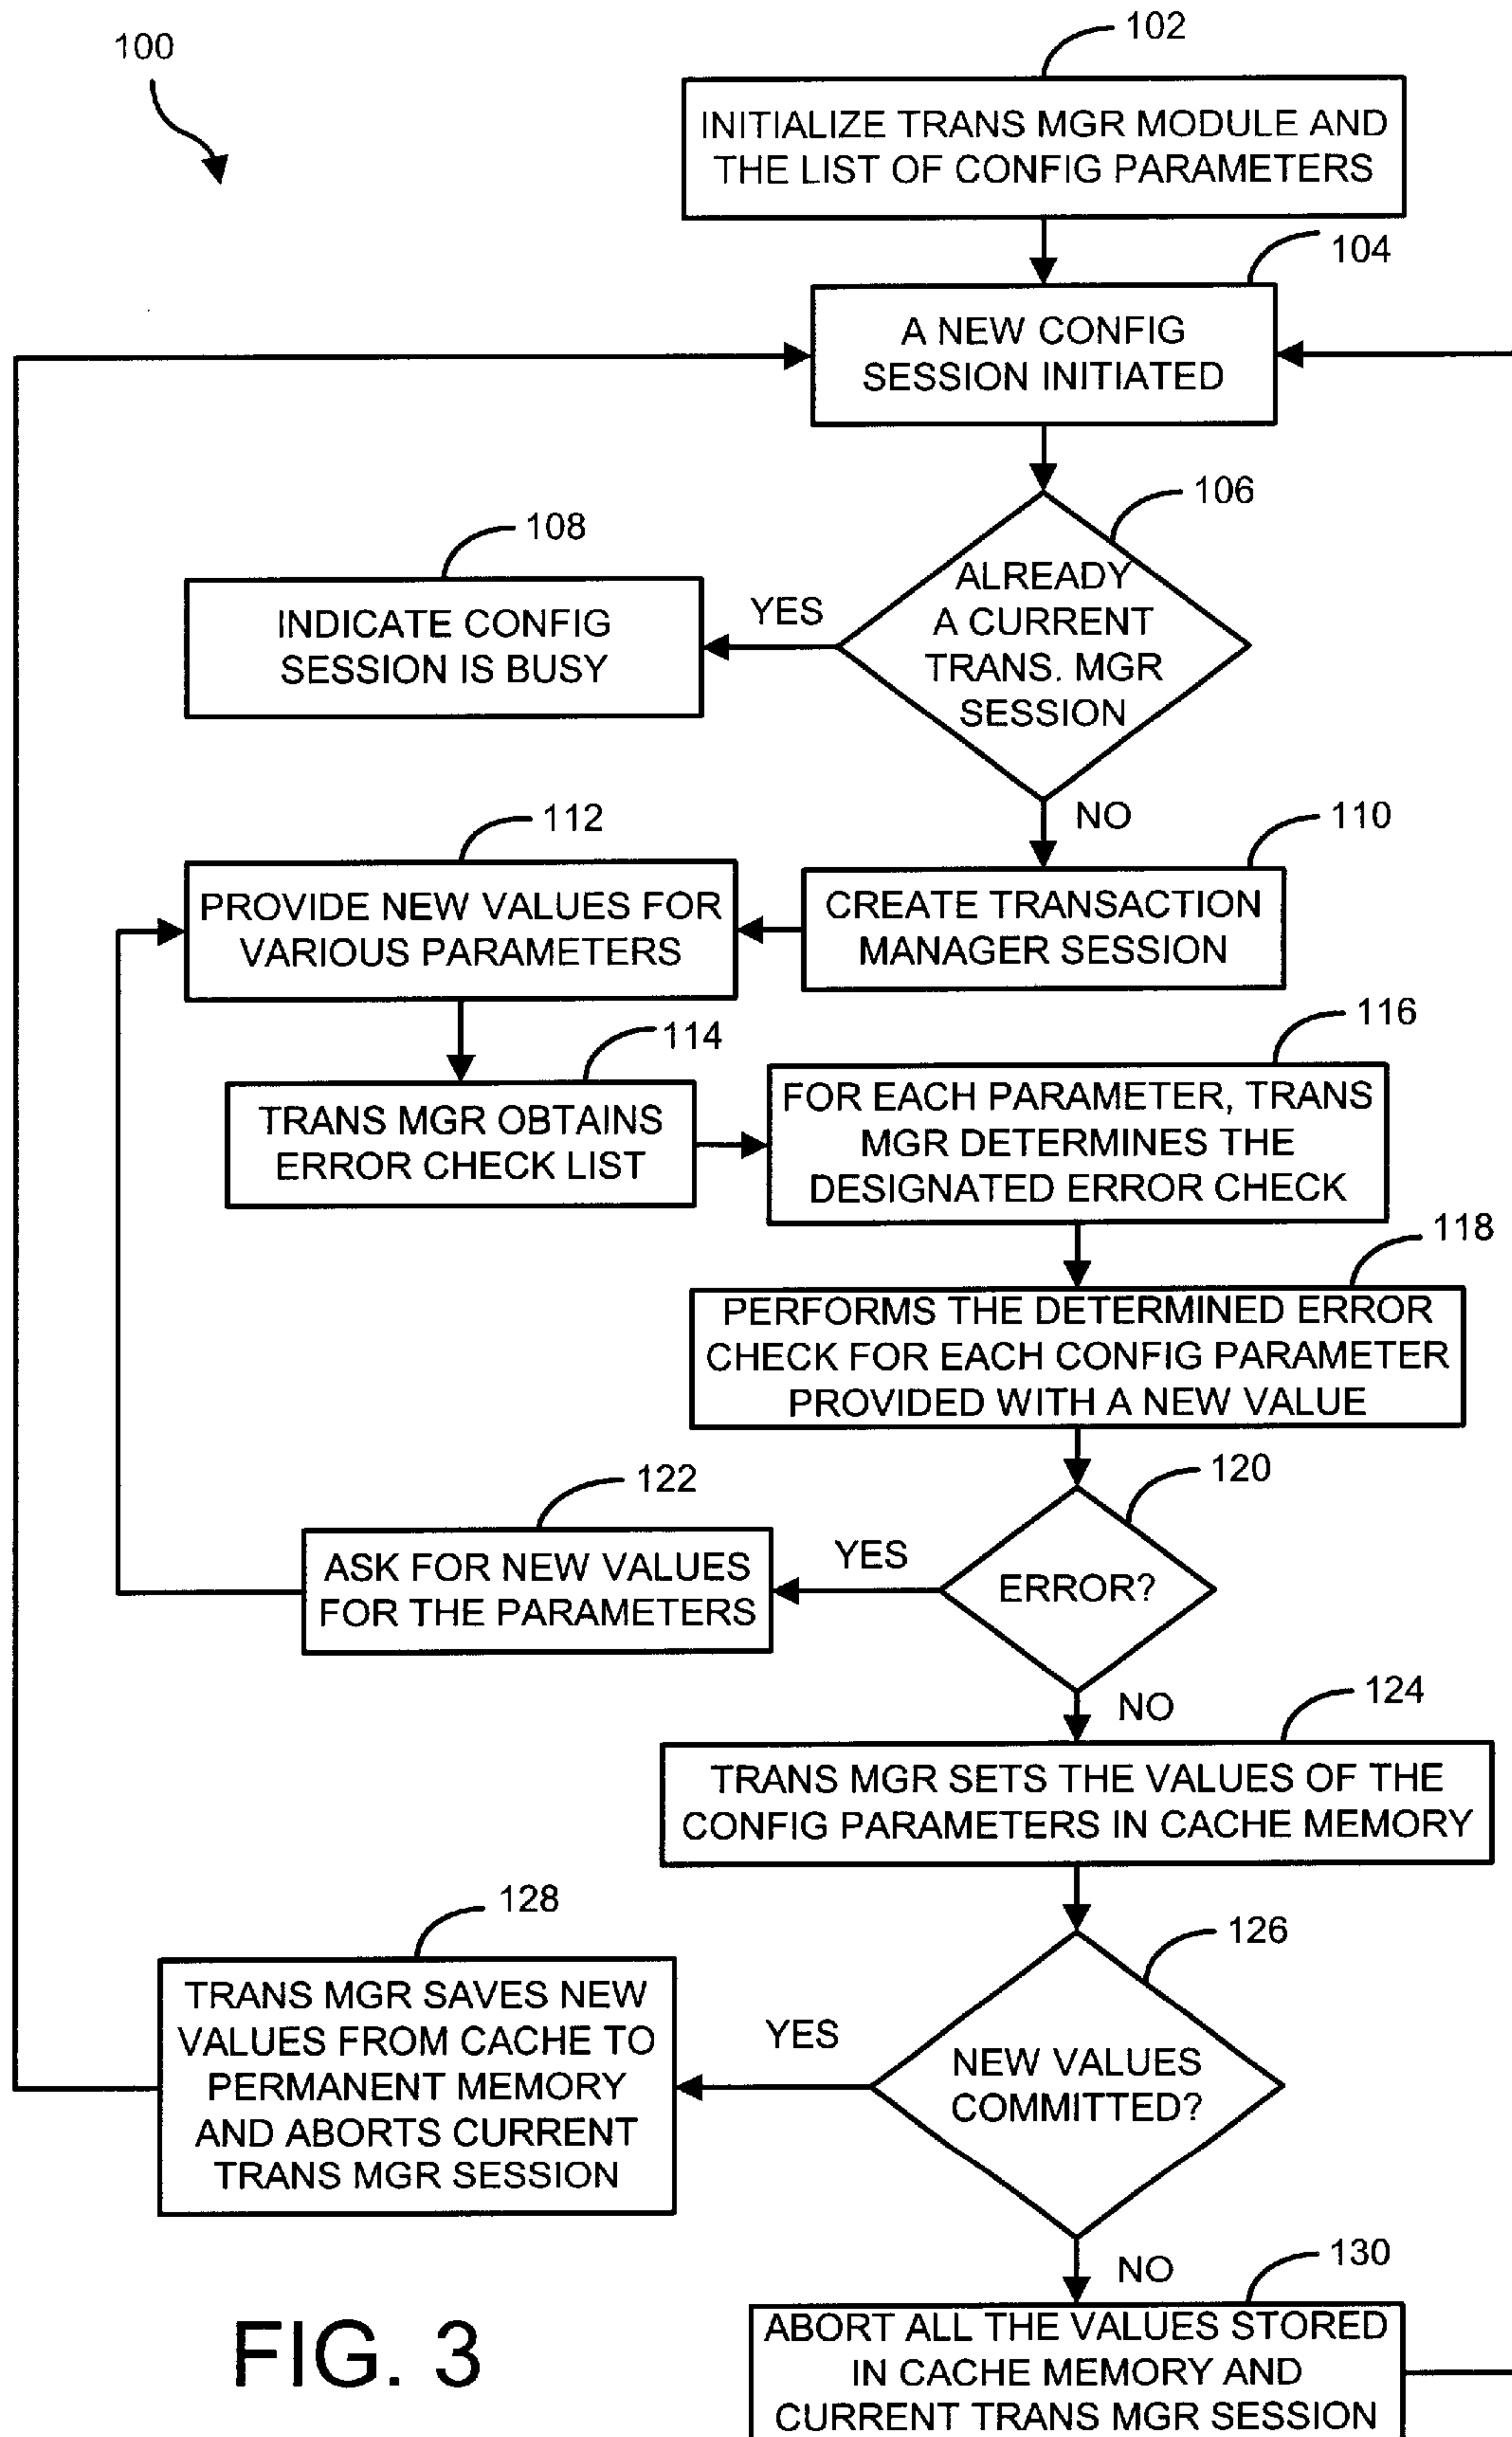 100
102
INITIALIZE TRANS MGR MODULE AND
THE LIST OF CONFIG PARAMETERS
104
A NEW CONFIG
SESSION INITIATED
106
ALREADY
A CURRENT
TRANS. MGR
SESSION
YES
108
INDICATE CONFIG
SESSION IS BUSY
NO
110
CREATE TRANSACTION
MANAGER SESSION
112
PROVIDE NEW VALUES FOR
VARIOUS PARAMETERS
114
TRANS MGR OBTAINS
ERROR CHECK LIST
116
FOR EACH PARAMETER, TRANS
MGR DETERMINES THE
DESIGNATED ERROR CHECK
118
PERFORMS THE DETERMINED ERROR
CHECK FOR EACH CONFIG PARAMETER
PROVIDED WITH A NEW VALUE
120
ERROR?
YES
122
ASK FOR NEW VALUES
FOR THE PARAMETERS
NO
124
TRANS MGR SETS THE VALUES OF THE
CONFIG PARAMETERS IN CACHE MEMORY
126
NEW VALUES
COMMITTED?
YES
128
TRANS MGR SAVES NEW
VALUES FROM CACHE TO
PERMANENT MEMORY
AND ABORTS CURRENT
TRANS MGR SESSION
NO
130
ABORT ALL THE VALUES STORED
IN CACHE MEMORY AND
CURRENT TRANS MGR SESSION
FIG. 3